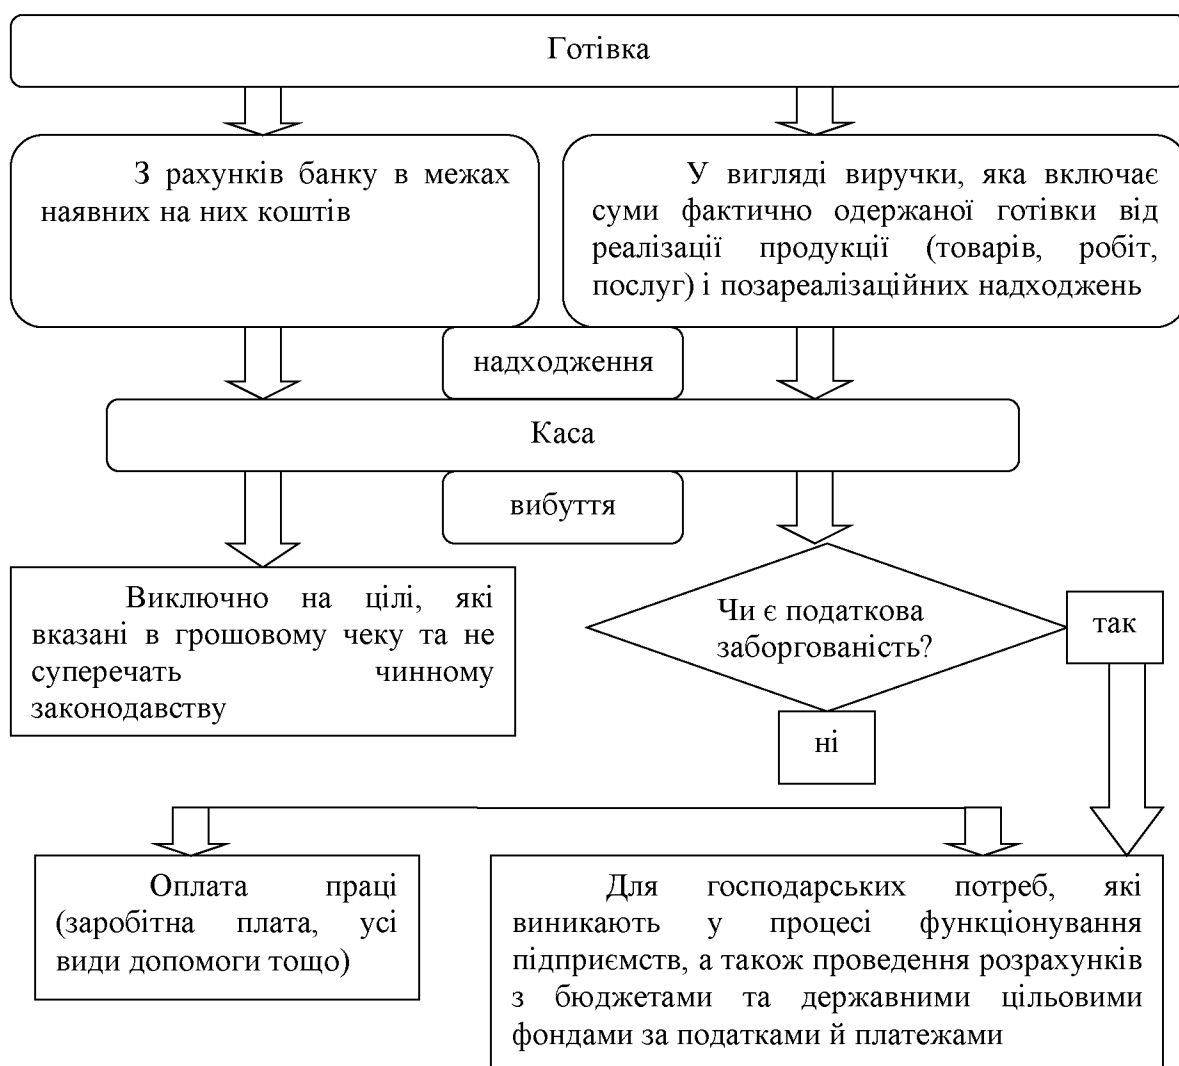 Готівка
З рахунків банку в межах
наявних на них коштів
У вигляді виручки, яка включає
суми фактично одержаної готівки від
реалізації продукції (товарів, робіт,
послуг) і позареалізаційних надходжень
надходження
Каса
вибуття
Виключно на цілі, які
вказані в грошовому чеку та не
суперечать чинному
законодавству
Чи є податкова
заборгованість?
так
ні
Оплата праці
(заробітна плата, усі
види допомоги тощо)
Для господарських потреб, які
виникають у процесі функціонування
підприємств, а також проведення розрахунків
з бюджетами та державними цільовими
фондами за податками й платежами